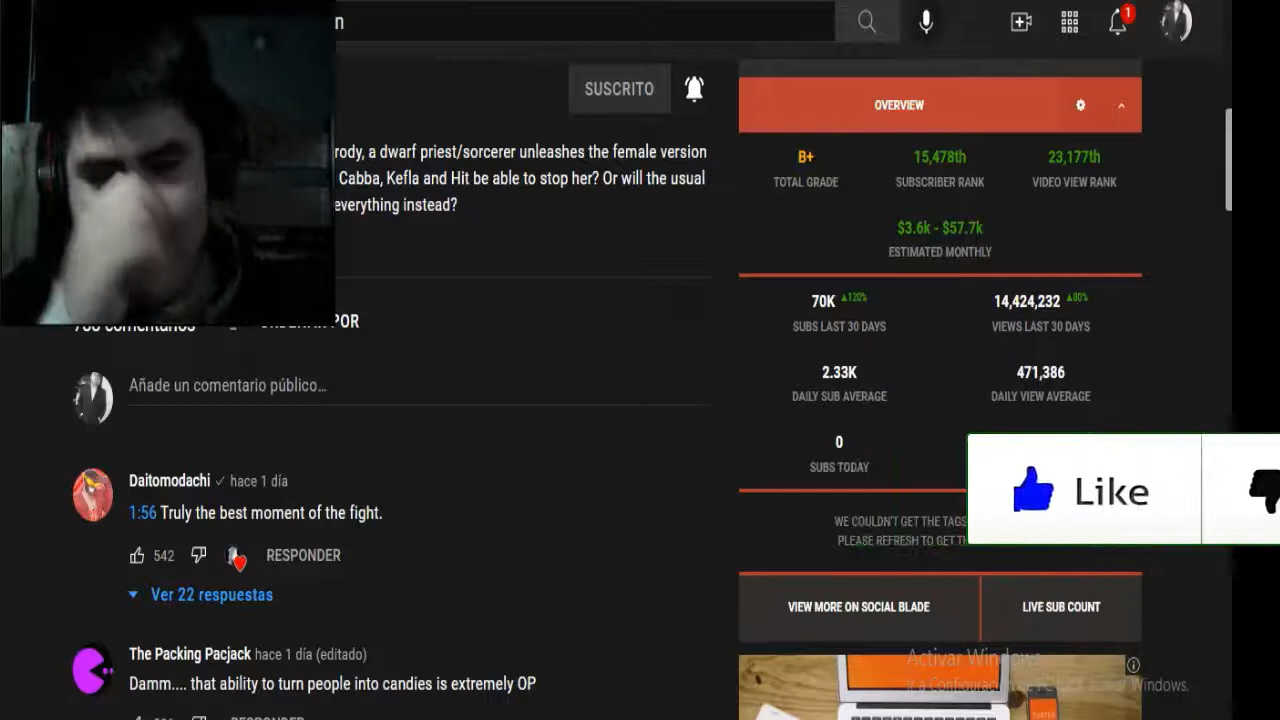 n
SUSCRITO
rody, a dwarf priest/sorcerer unleashes the female version
Cabba, Kefla and Hit be able to stop her? Or will the usual
everything instead?
POR
Añade un comentario público...
Daitomodachi hace 1 día
1:56 Truly the best moment of the fight.
542 RESPONDER
Ver 22 respuestas
The Packing Pacjack hace 1 día (editado)
Damm.... that ability to turn people into candies is extremely OP
1
OVERVIEW
B+ 15,478th 23,177th
TOTAL GRADE SUBSCRIBER RANK VIDEO VIEW RANK
$3.6k - $57.7k
ESTIMATED MONTHLY
70K ▲120% 14,424,232 ▲80%
SUBS LAST 30 DAYS VIEWS LAST 30 DAYS
2.33K 471,386
DAILY SUB AVERAGE DAILY VIEW AVERAGE
0
SUBS TODAY
Like
WE COULDN'T GET THE TAGS
PLEASE REFRESH TO GET
VIEW MORE ON SOCIAL BLADE LIVE SUB COUNT
Activar Windows
Windows.